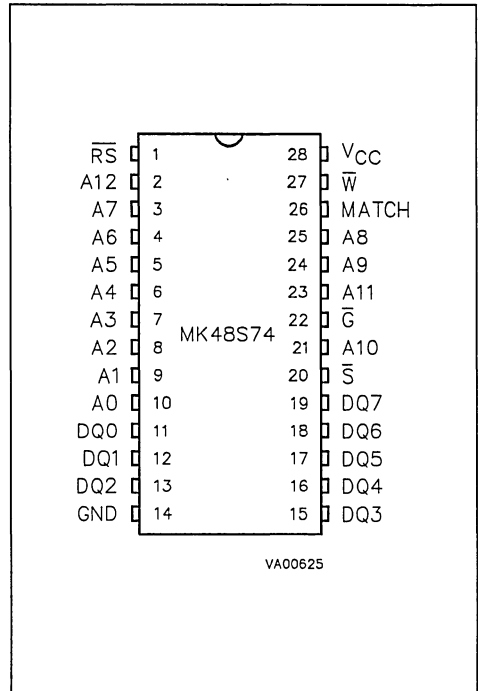 R̅S̅ 1 28 VCC
A12 2 27 W̅
A7 3 26 MATCH
A6 4 25 A8
A5 5 24 A9
A4 6 23 A11
A3 7 22 G̅
MK48S74
A2 8 21 A10
A1 9 20 S̅
A0 10 19 DQ7
DQ0 11 18 DQ6
DQ1 12 17 DQ5
DQ2 13 16 DQ4
GND 14 15 DQ3
VA00625